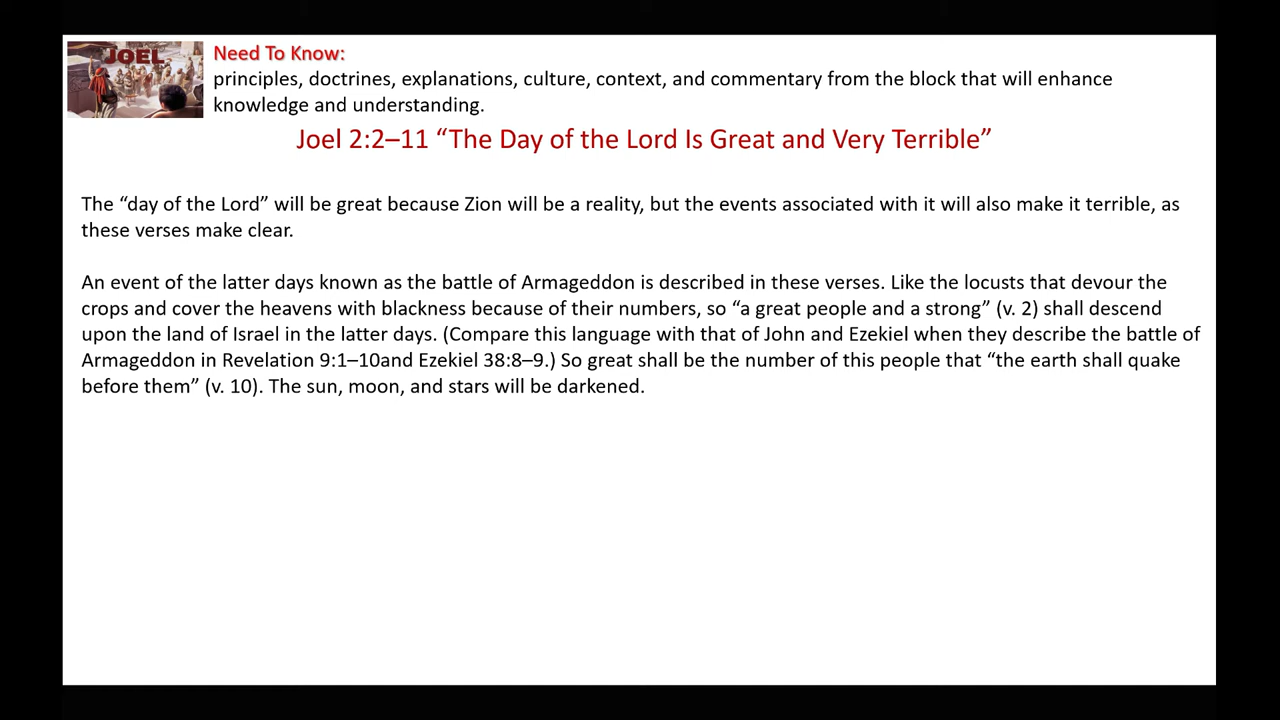 JOEL
Need To Know:
principles, doctrines, explanations, culture, context, and commentary from the block that will enhance
knowledge and understanding.
Joel 2:2–11 “The Day of the Lord Is Great and Very Terrible”
The “day of the Lord” will be great because Zion will be a reality, but the events associated with it will also make it terrible, as
these verses make clear.
An event of the latter days known as the battle of Armageddon is described in these verses. Like the locusts that devour the
crops and cover the heavens with blackness because of their numbers, so “a great people and a strong” (v. 2) shall descend
upon the land of Israel in the latter days. (Compare this language with that of John and Ezekiel when they describe the battle of
Armageddon in Revelation 9:1–10and Ezekiel 38:8–9.) So great shall be the number of this people that “the earth shall quake
before them” (v. 10). The sun, moon, and stars will be darkened.